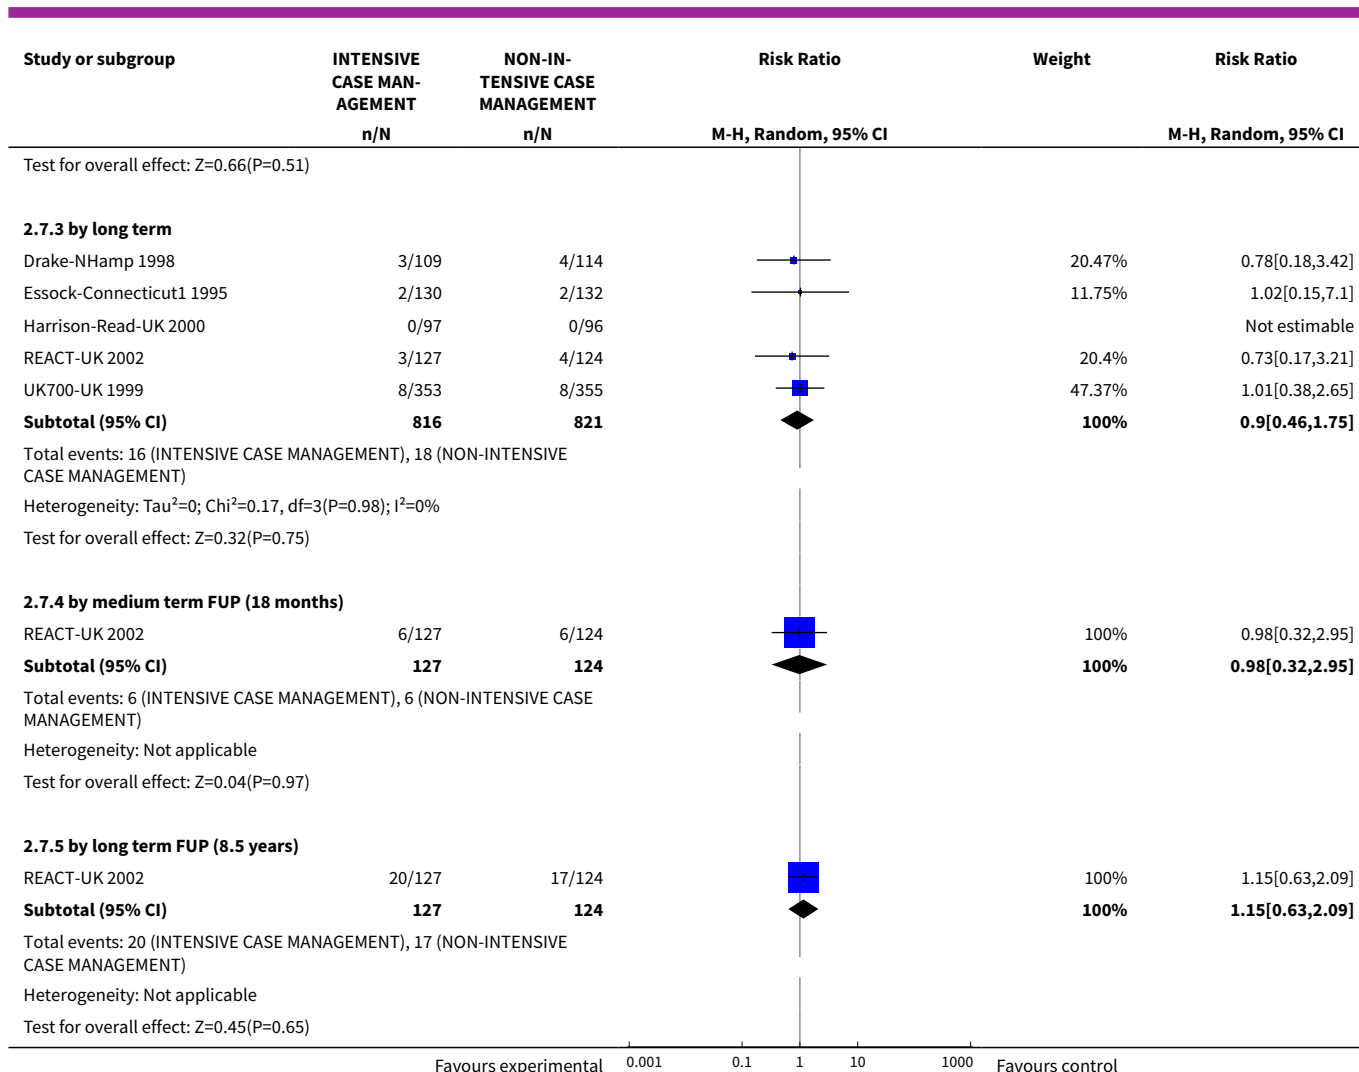 Study or subgroup INTENSIVE CASE MAN- AGEMENT NON-IN- TENSIVE CASE MANAGEMENT Risk Ratio Weight Risk Ratio
n/N n/N M-H, Random, 95% CI M-H, Random, 95% CI
Test for overall effect: Z=0.66(P=0.51)
2.7.3 by long term
Drake-NHamp 1998 3/109 4/114 20.47% 0.78[0.18,3.42]
Essock-Connecticut1 1995 2/130 2/132 11.75% 1.02[0.15,7.1]
Harrison-Read-UK 2000 0/97 0/96 Not estimable
REACT-UK 2002 3/127 4/124 20.4% 0.73[0.17,3.21]
UK700-UK 1999 8/353 8/355 47.37% 1.01[0.38,2.65]
Subtotal (95% CI) 816 821 100% 0.9[0.46,1.75]
Total events: 16 (INTENSIVE CASE MANAGEMENT), 18 (NON-INTENSIVE
CASE MANAGEMENT)
Heterogeneity: Tau²=0; Chi²=0.17, df=3(P=0.98); I²=0%
Test for overall effect: Z=0.32(P=0.75)
2.7.4 by medium term FUP (18 months)
REACT-UK 2002 6/127 6/124 100% 0.98[0.32,2.95]
Subtotal (95% CI) 127 124 100% 0.98[0.32,2.95]
Total events: 6 (INTENSIVE CASE MANAGEMENT), 6 (NON-INTENSIVE CASE
MANAGEMENT)
Heterogeneity: Not applicable
Test for overall effect: Z=0.04(P=0.97)
2.7.5 by long term FUP (8.5 years)
REACT-UK 2002 20/127 17/124 100% 1.15[0.63,2.09]
Subtotal (95% CI) 127 124 100% 1.15[0.63,2.09]
Total events: 20 (INTENSIVE CASE MANAGEMENT), 17 (NON-INTENSIVE
CASE MANAGEMENT)
Heterogeneity: Not applicable
Test for overall effect: Z=0.45(P=0.65)
Favours experimental 0.001 0.1 1 10 1000 Favours control